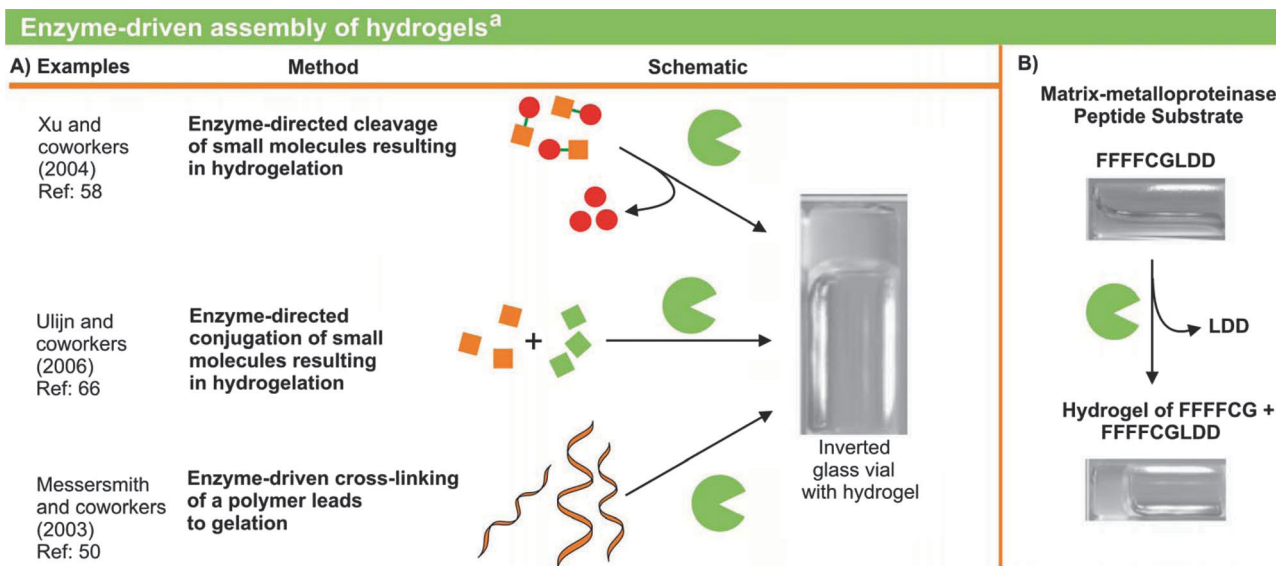 Enzyme-driven assembly of hydrogelsa
A) Examples Method Schematic
Xu and
coworkers
(2004)
Ref: 58
Enzyme-directed cleavage
of small molecules resulting
in hydrogelation
Ulijn and
coworkers
(2006)
Ref: 66
Enzyme-directed
conjugation of small
molecules resulting
in hydrogelation
+
Messersmith
and coworkers
(2003)
Ref: 50
Enzyme-driven cross-linking
of a polymer leads
to gelation
Inverted
glass vial
with hydrogel
B)
Matrix-metalloproteinase
Peptide Substrate
FFFFCGLDD
LDD
Hydrogel of FFFFCG +
FFFFCGLDD